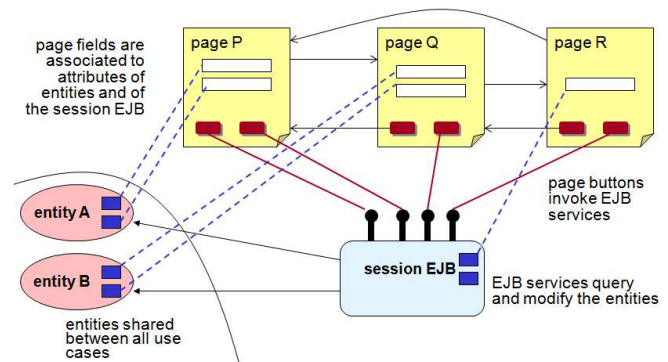 page fields are
associated to
attributes of
entities and of
the session EJB
page P
page Q
page R
page buttons
invoke EJB
services
entity A
entity B
session EJB
EJB services query
and modify the entities
entities shared
between all use
cases